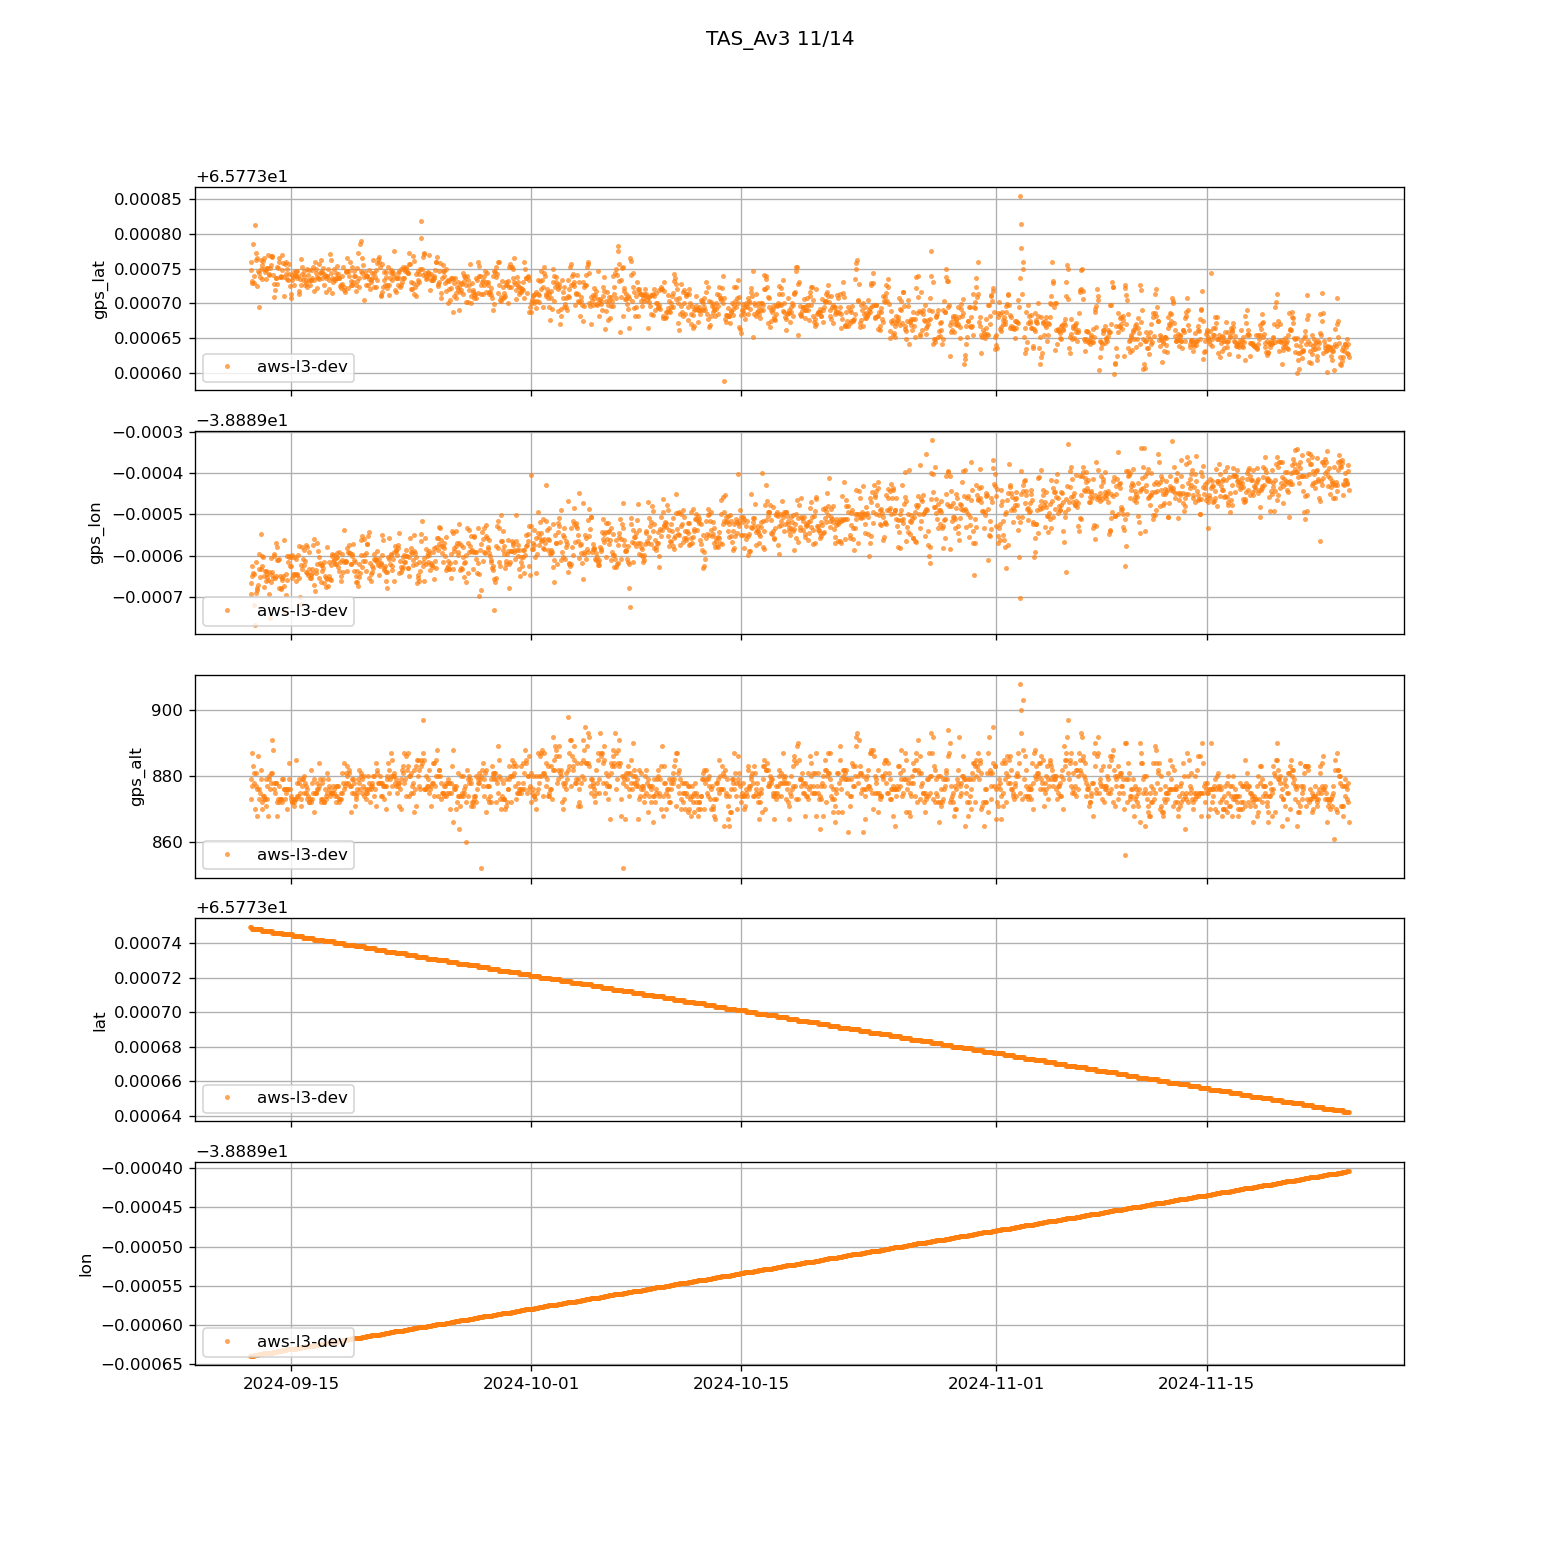 TAS_Av3 11/14
+6.5773e1
0.00085
0.00080
0.00075
0.00070
0.00065
0.00060
gps_lat
aws-l3-dev
−3.8889e1
−0.0003
−0.0004
−0.0005
−0.0006
−0.0007
gps_lon
aws-l3-dev
900
880
860
gps_alt
aws-l3-dev
+6.5773e1
0.00074
0.00072
0.00070
0.00068
0.00066
0.00064
lat
aws-l3-dev
−3.8889e1
−0.00040
−0.00045
−0.00050
−0.00055
−0.00060
−0.00065
lon
aws-l3-dev
2024-09-15 2024-10-01 2024-10-15 2024-11-01 2024-11-15